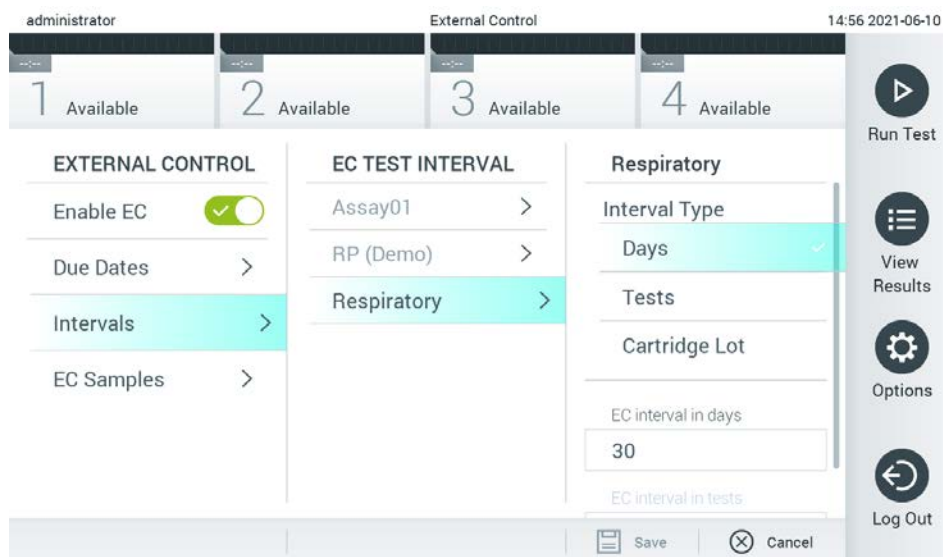 administrator
External Control
14:56 2021-06-10
--:--
--:--
--:--
--:--
1 Available
2 Available
3 Available
4 Available
Run Test
EXTERNAL CONTROL
Enable EC
Due Dates
Intervals
EC Samples
EC TEST INTERVAL
Assay01
RP (Demo)
Respiratory
Respiratory
Interval Type
Days
Tests
Cartridge Lot
EC interval in days
30
EC interval in tests
View
Results
Options
Log Out
Save
Cancel